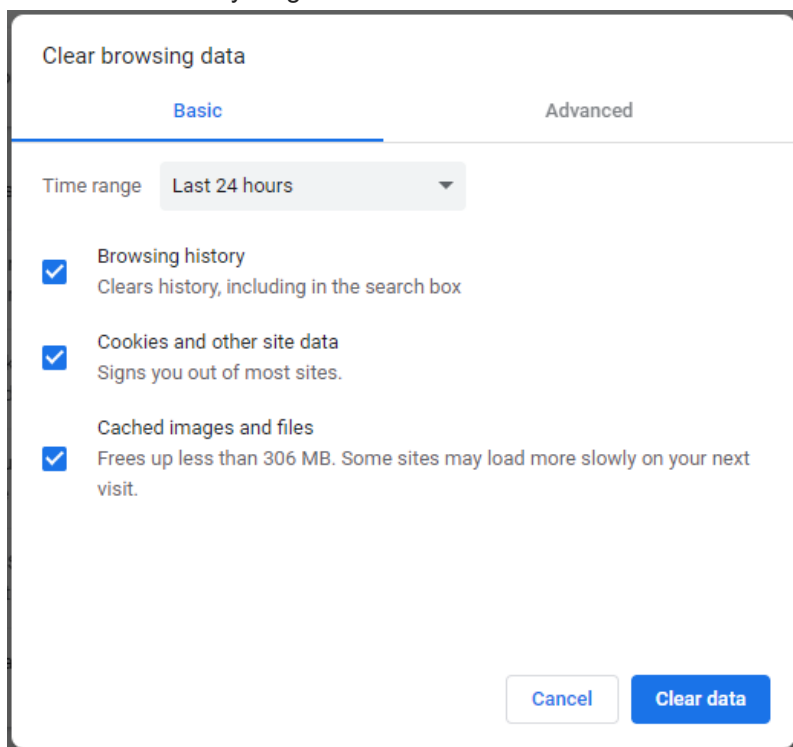 Clear browsing data
Basic Advanced
Time range Last 24 hours
Browsing history
Clears history, including in the search box
Cookies and other site data
Signs you out of most sites.
Cached images and files
Frees up less than 306 MB. Some sites may load more slowly on your next
visit.
Cancel Clear data